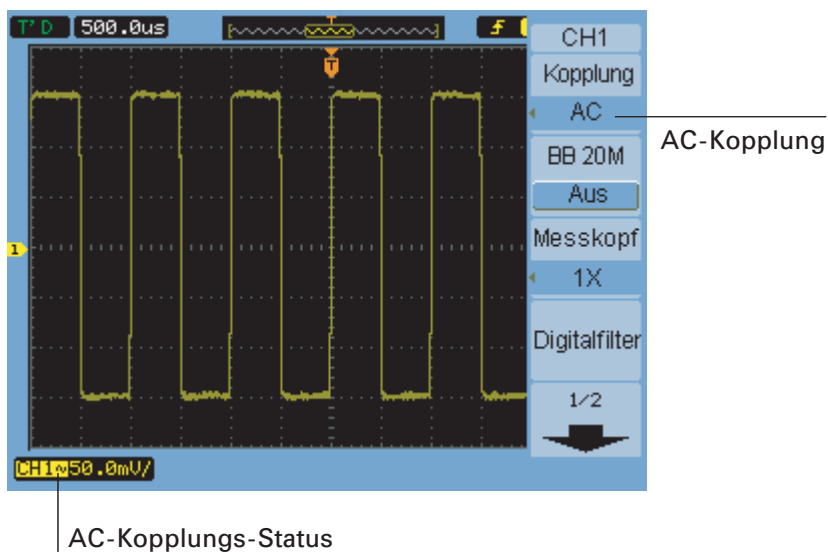 T'D 500.0us
T
CH1
Kopplung
AC
AC-Kopplung
BB 20M
Aus
1
Messkopf
1X
Digitalfilter
1/2
CH1~50.0mV/
AC-Kopplungs-Status